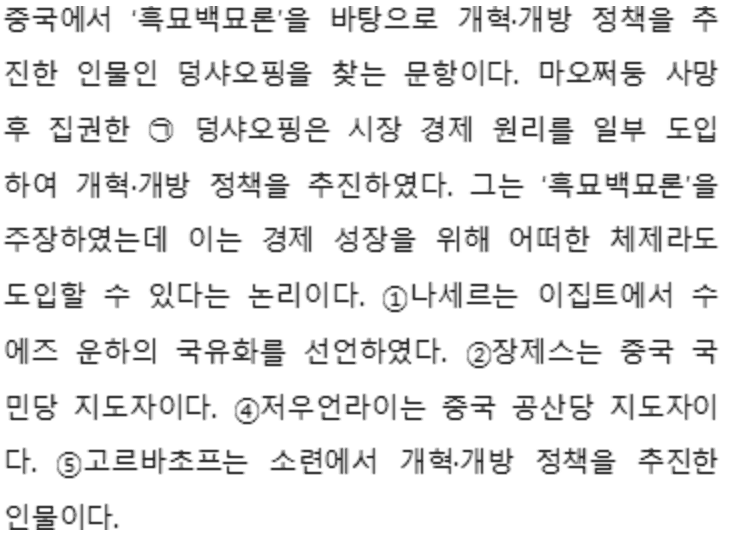 중국에서 '흑묘백묘론'을 바탕으로 개혁·개방 정책을 추
진한 인물인 덩샤오핑을 찾는 문항이다. 마오쩌둥 사망
후 집권한 ㉠ 덩샤오핑은 시장 경제 원리를 일부 도입
하여 개혁·개방 정책을 추진하였다. 그는 '흑묘백묘론'을
주장하였는데 이는 경제 성장을 위해 어떠한 체제라도
도입할 수 있다는 논리이다. ①나세르는 이집트에서 수
에즈 운하의 국유화를 선언하였다. ②장제스는 중국 국
민당 지도자이다. ④저우언라이는 중국 공산당 지도자이
다. ⑤고르바초프는 소련에서 개혁·개방 정책을 추진한
인물이다.